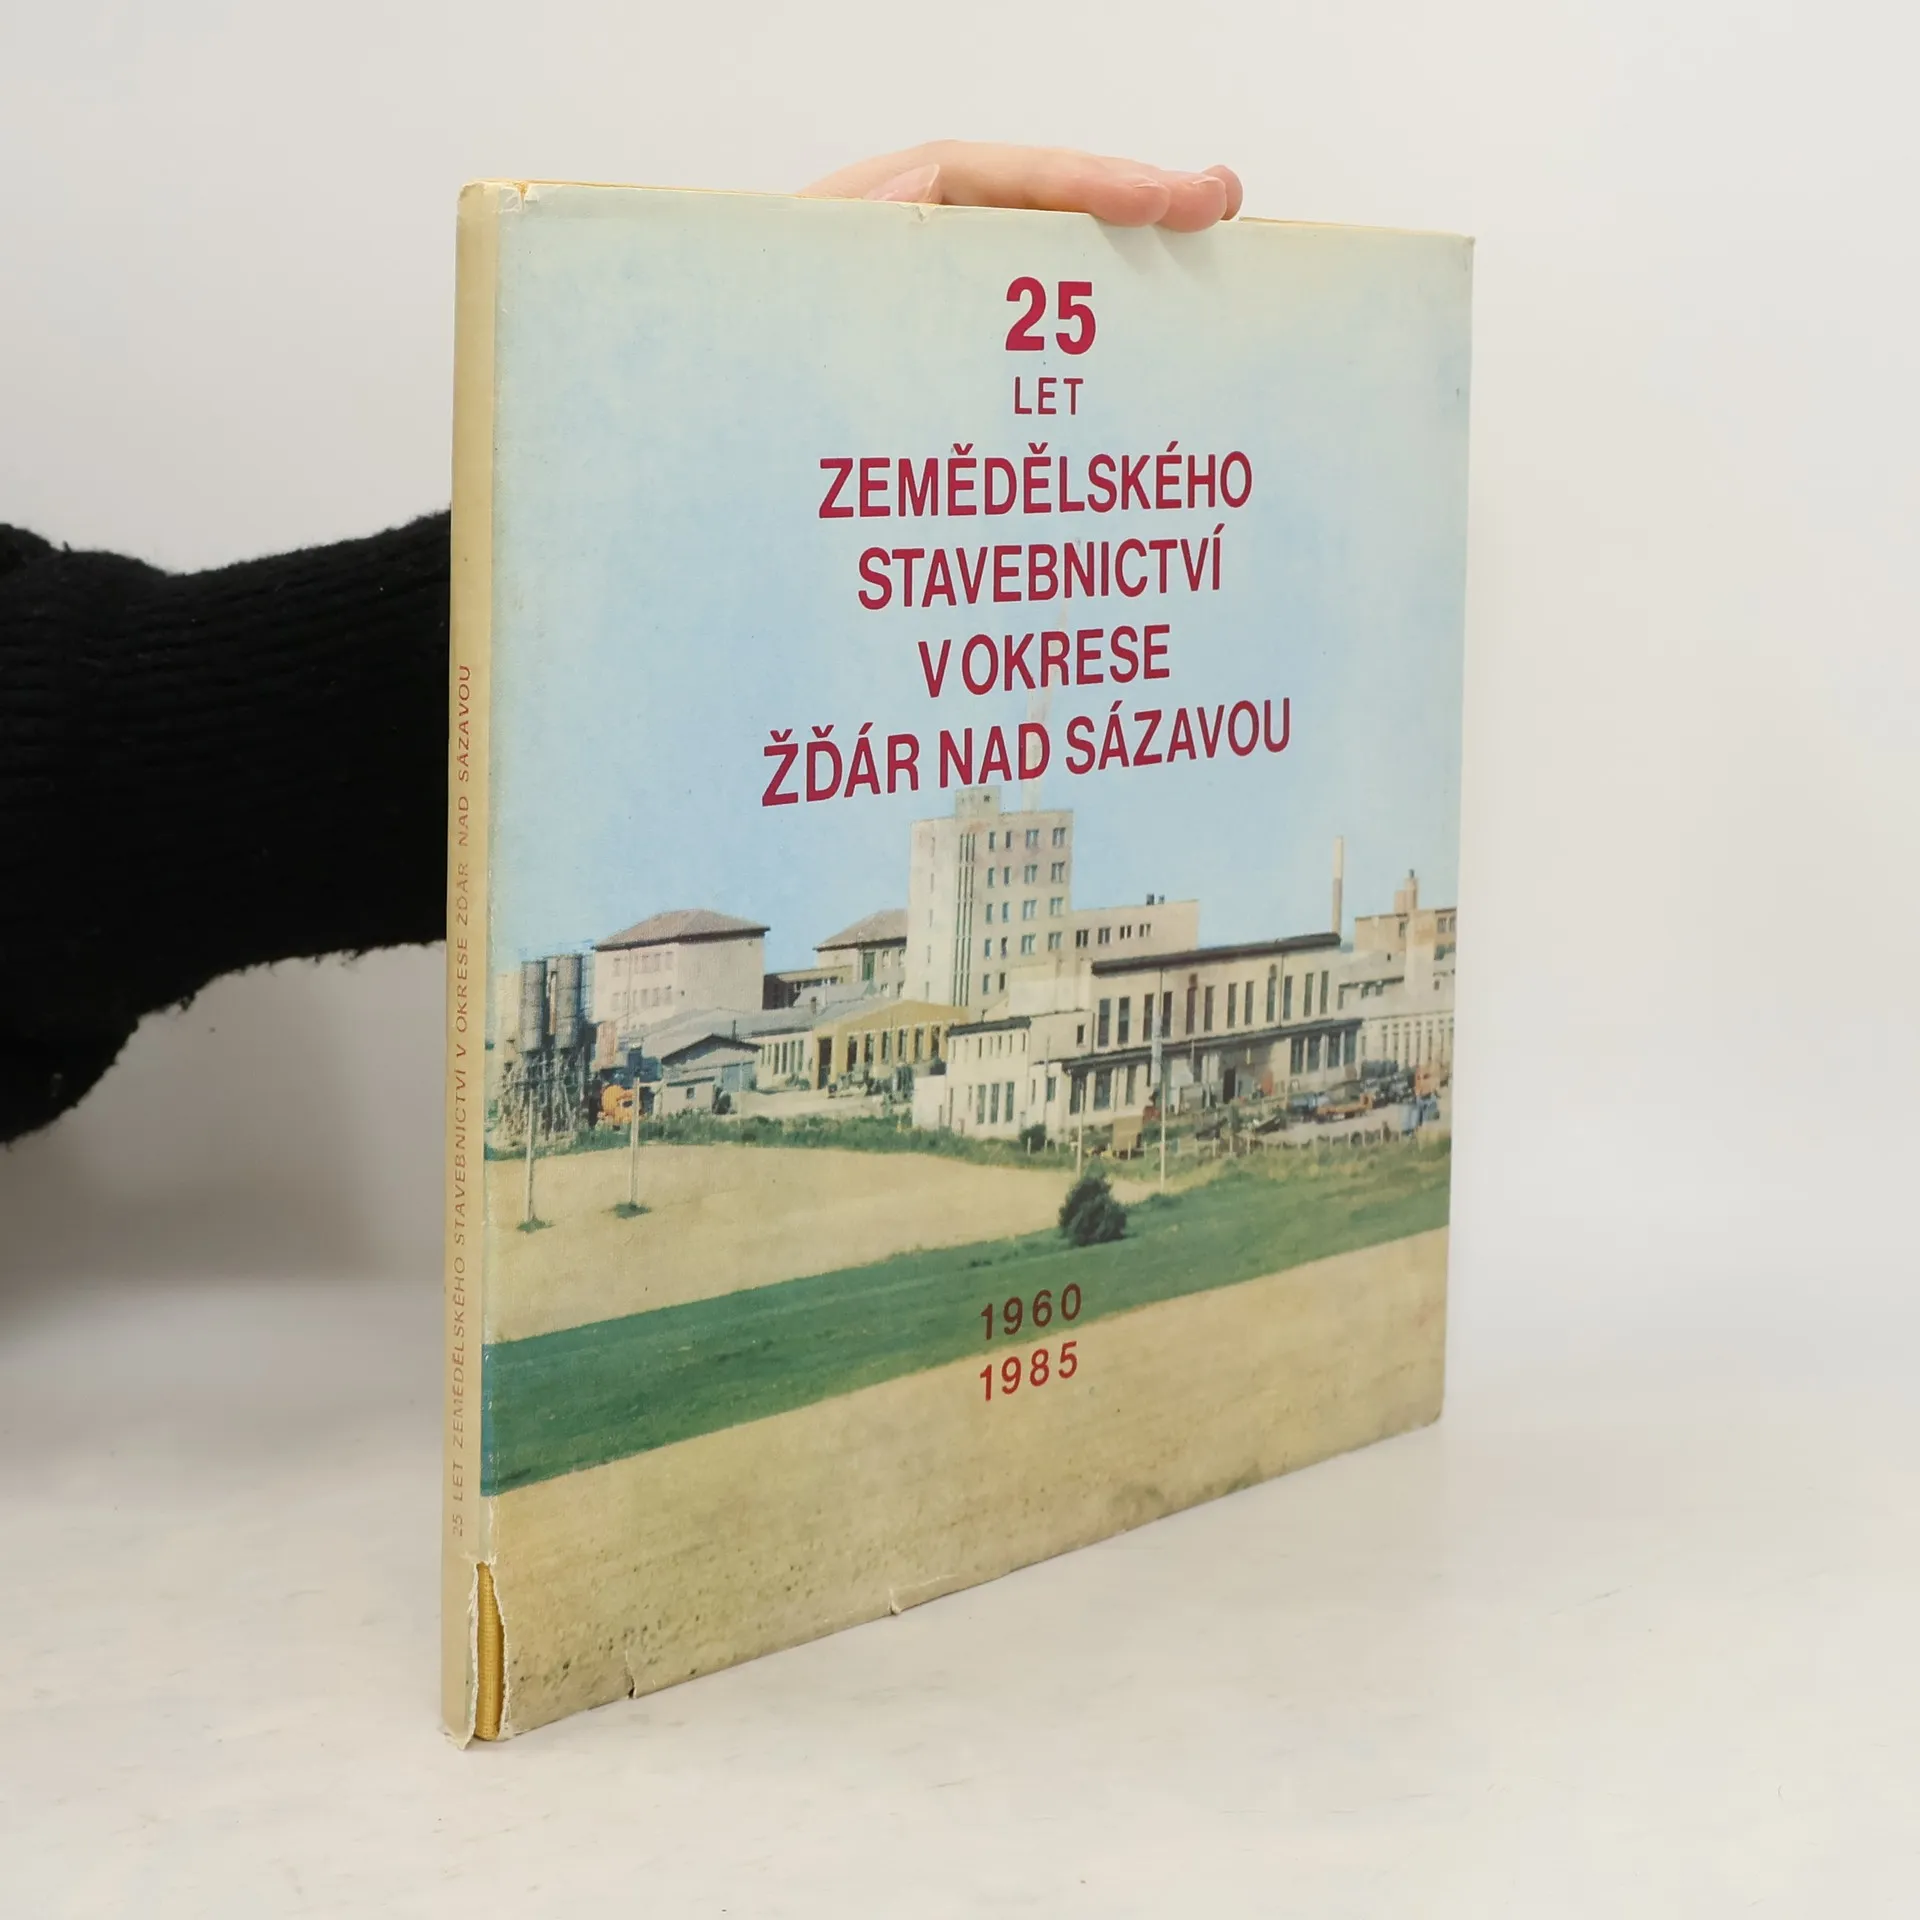 25
LET
ZEMĚDĚLSKÉHO
STAVEBNICTVÍ
V OKRESE
ŽĎÁR NAD SÁZAVOU
1960
1985
25 LET ZEMĚDĚLSKÉHO STAVEBNICTVÍ V OKRESE ŽĎÁR NAD SÁZAVOU